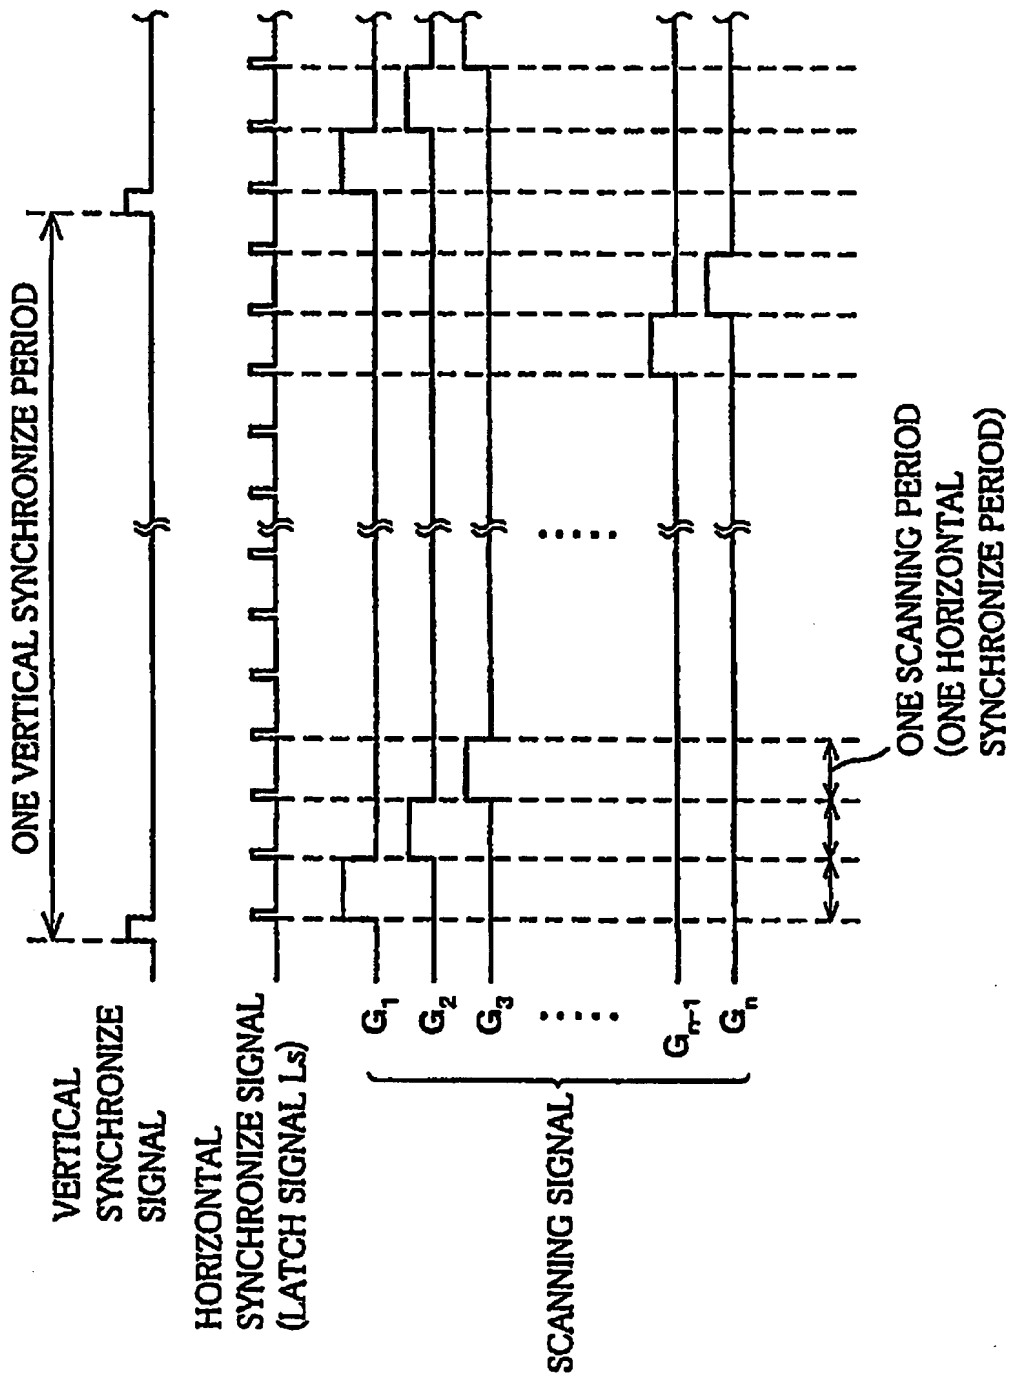 ONE VERTICAL SYNCHRONIZE PERIOD
VERTICAL
SYNCHRONIZE
SIGNAL
HORIZONTAL
SYNCHRONIZE SIGNAL
(LATCH SIGNAL Ls)
G1
G2
G3
Gn-1
Gn
SCANNING SIGNAL
ONE SCANNING PERIOD
(ONE HORIZONTAL
SYNCHRONIZE PERIOD)